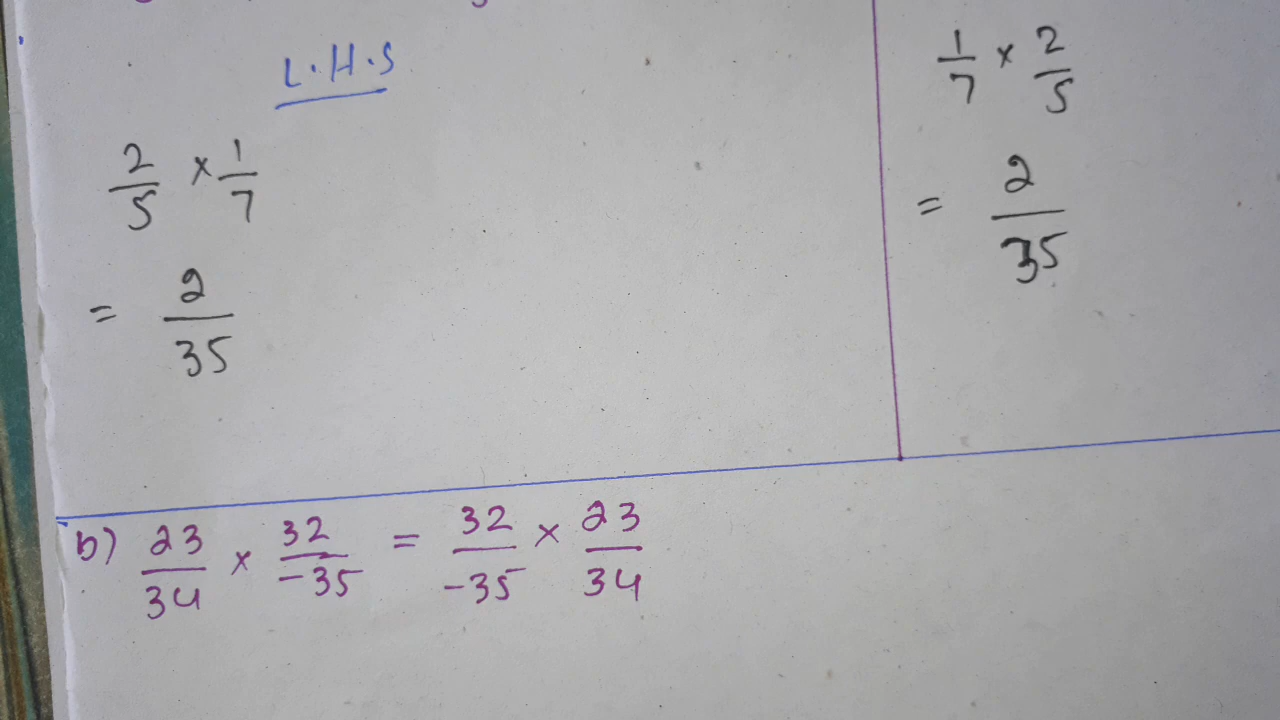 L.H.S
2/5 × 1/7
= 2/35
1/7 × 2/5
= 2/35
b) 23/34 × 32/-35 = 32/-35 × 23/34